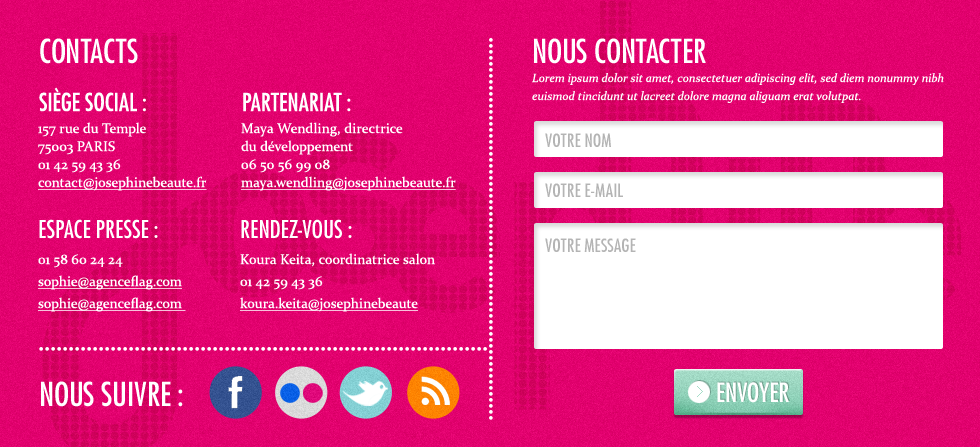 CONTACTS
SIÈGE SOCIAL :
157 rue du Temple
75003 PARIS
01 42 59 43 36
contact@josephinebeaute.fr
PARTENARIAT :
Maya Wendling, directrice
du développement
06 50 56 99 08
maya.wendling@josephinebeaute.fr
ESPACE PRESSE :
01 58 60 24 24
sophie@agenceflag.com
sophie@agenceflag.com
RENDEZ-VOUS :
Koura Keita, coordinatrice salon
01 42 59 43 36
koura.keita@josephinebeaute
NOUS SUIVRE :
f
NOUS CONTACTER
Lorem ipsum dolor sit amet, consectetuer adipiscing elit, sed diem nonummy nibh
euismod tincidunt ut lacreet dolore magna aliguam erat volutpat.
VOTRE NOM
VOTRE E-MAIL
VOTRE MESSAGE
ENVOYER